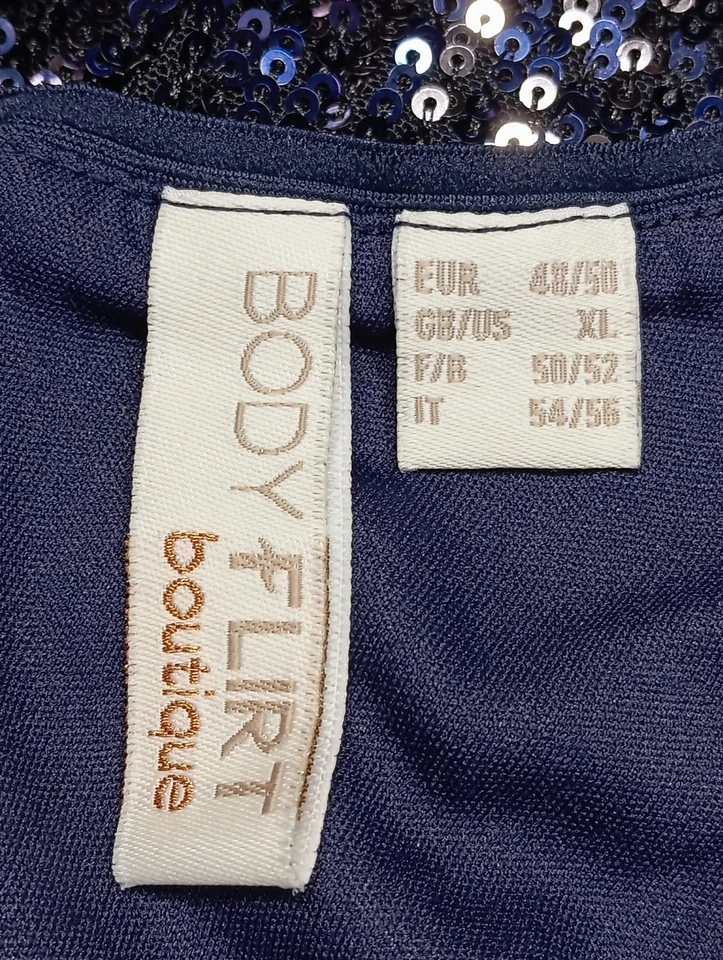 BODY FLIRT
boutique
EUR 48/50
GB/US XL
F/B 50/52
IT 54/56